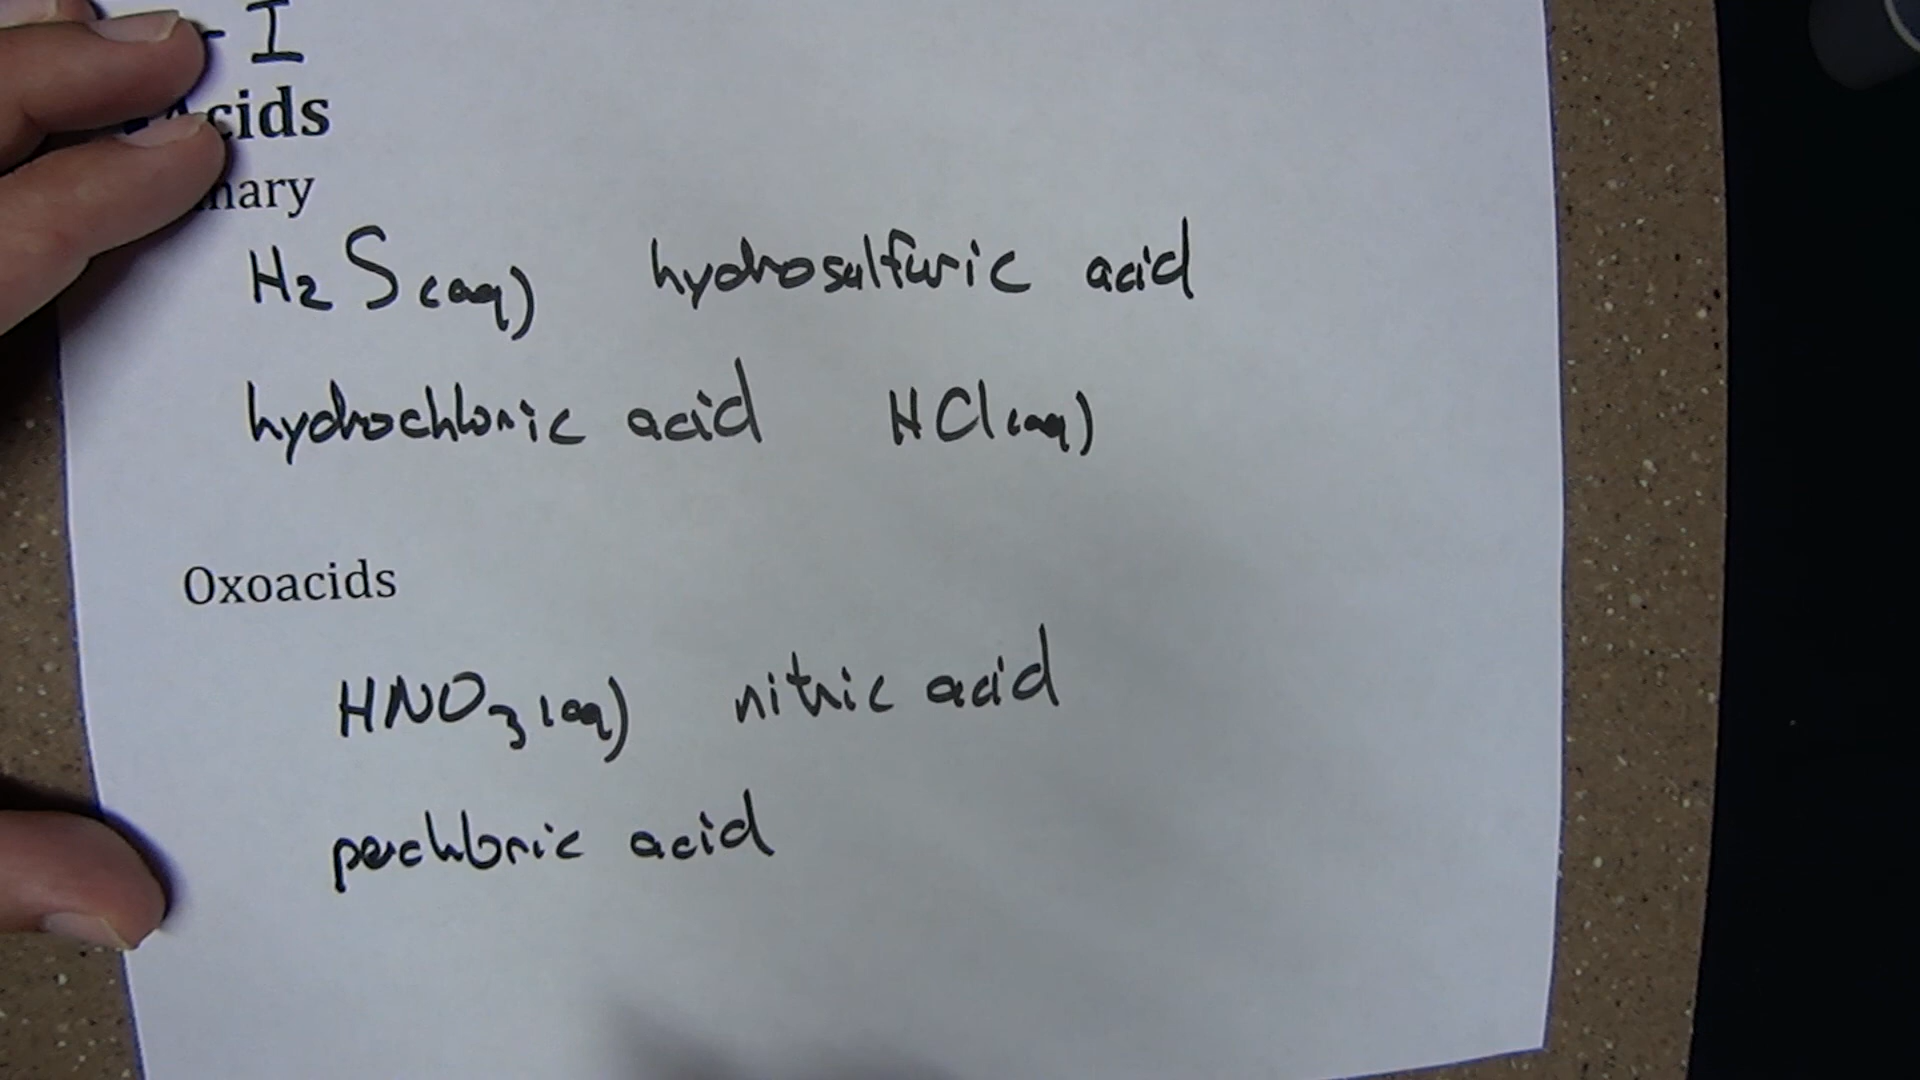 - I
Acids
nary
H2S(aq) hydrosulfuric acid
hydrochloric acid HCl(aq)
Oxoacids
HNO3(aq) nitric acid
perchloric acid